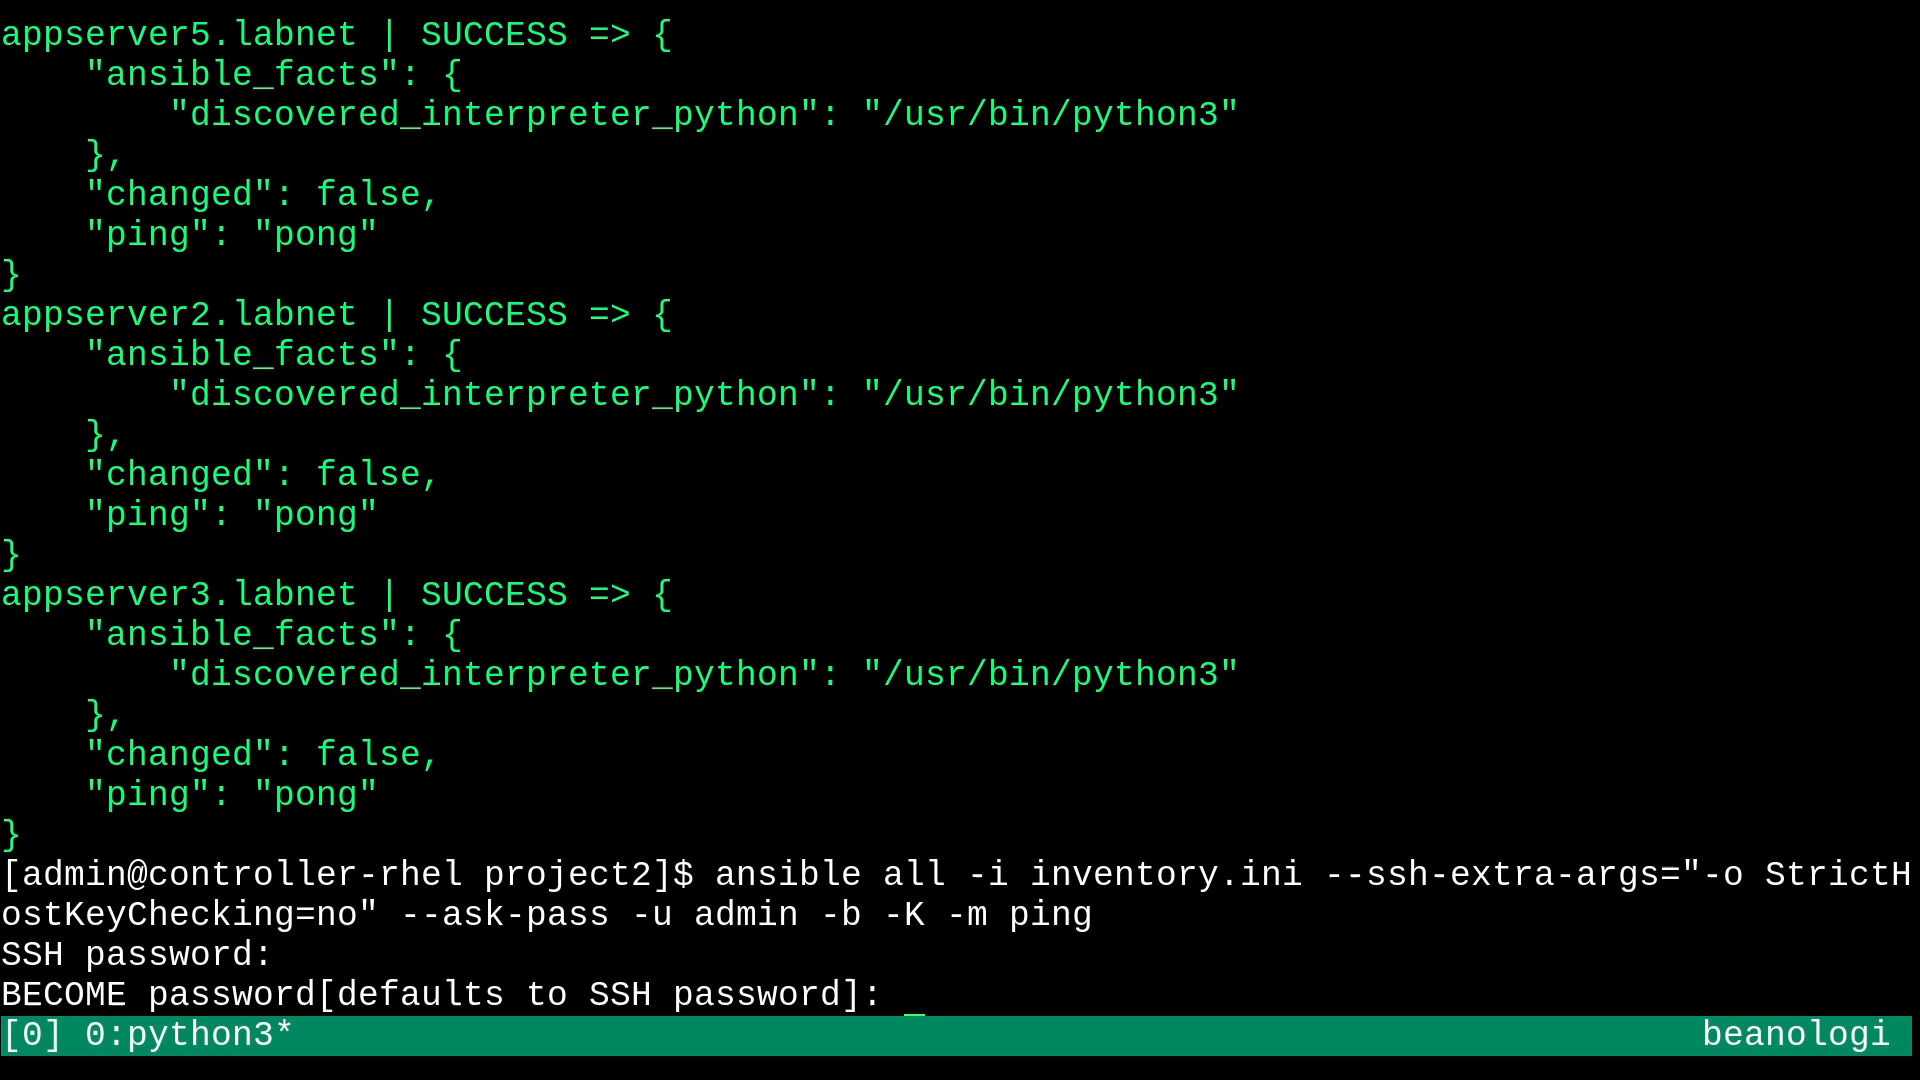 appserver5.labnet | SUCCESS => {
    "ansible_facts": {
        "discovered_interpreter_python": "/usr/bin/python3"
    },
    "changed": false,
    "ping": "pong"
}
appserver2.labnet | SUCCESS => {
    "ansible_facts": {
        "discovered_interpreter_python": "/usr/bin/python3"
    },
    "changed": false,
    "ping": "pong"
}
appserver3.labnet | SUCCESS => {
    "ansible_facts": {
        "discovered_interpreter_python": "/usr/bin/python3"
    },
    "changed": false,
    "ping": "pong"
}
[admin@controller-rhel project2]$ ansible all -i inventory.ini --ssh-extra-args="-o StrictH
ostKeyChecking=no" --ask-pass -u admin -b -K -m ping
SSH password:
BECOME password[defaults to SSH password]:
[0] 0:python3* beanologi